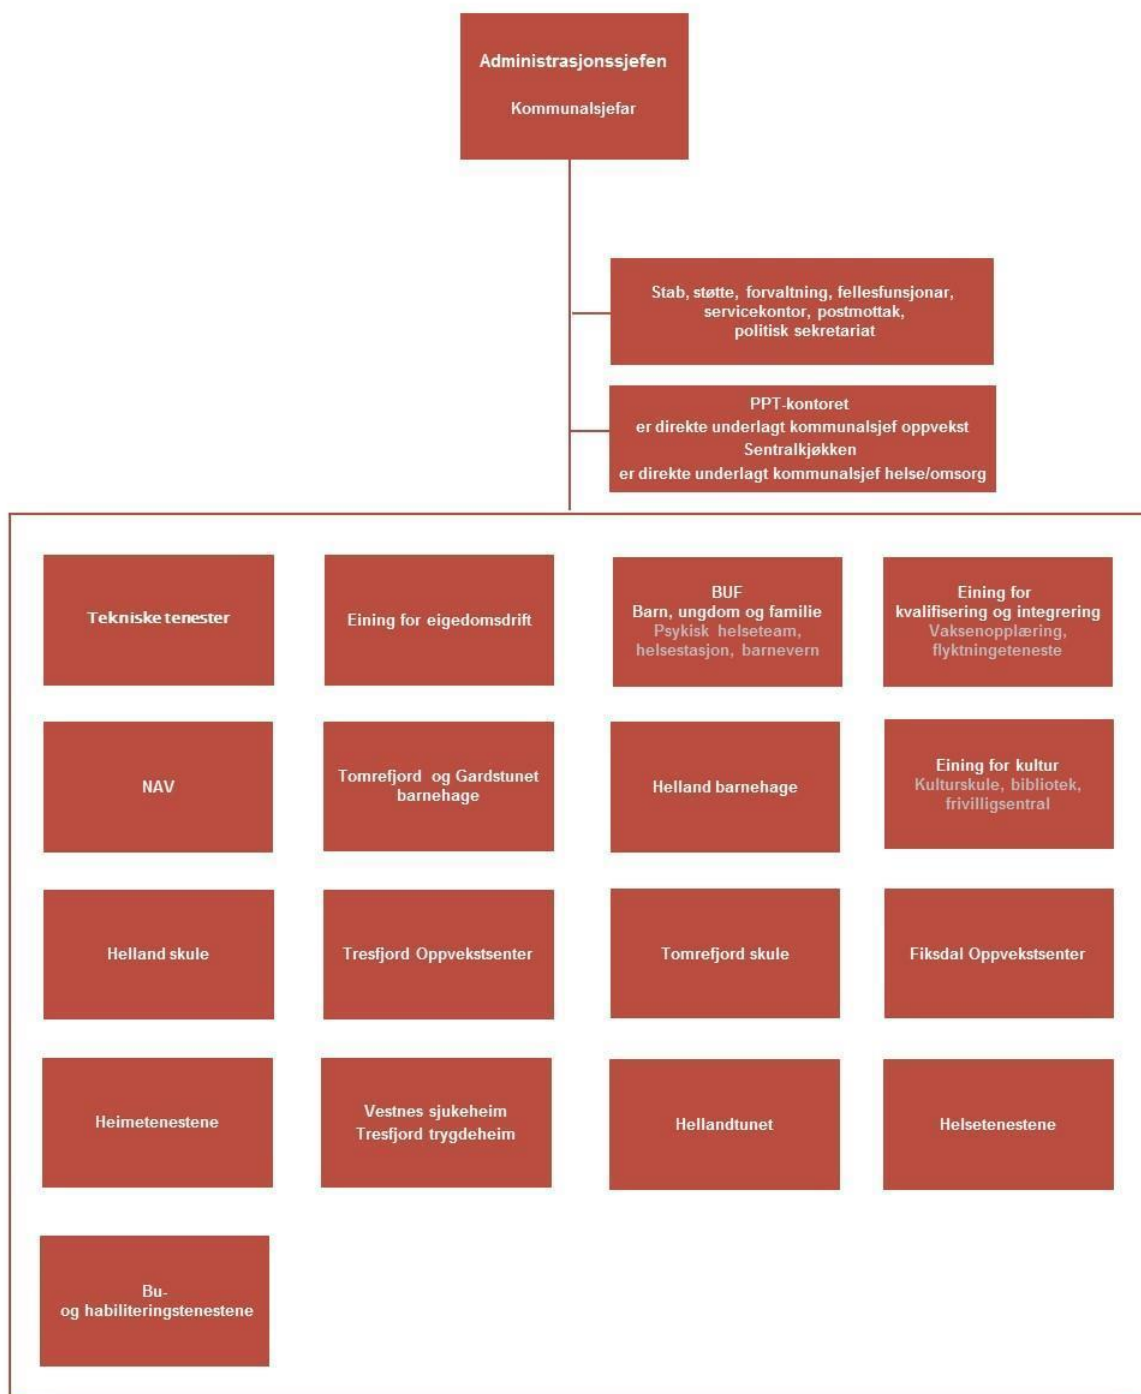 Administrasjonssjefen
Kommunalsjefar
Stab, støtte, forvaltning, fellesfunsjonar,
servicekontor, postmottak,
politisk sekretariat
PPT-kontoret
er direkte underlagt kommunalsjef oppvekst
Sentralkjøkken
er direkte underlagt kommunalsjef helse/omsorg
Tekniske tenester
Eining for eigedomsdrift
BUF
Barn, ungdom og familie
Psykisk helseteam,
helsestasjon, barnevern
Eining for
kvalifisering og integrering
Vaksenopplæring,
flyktningeteneste
NAV
Tomrefjord og Gardstunet
barnehage
Helland barnehage
Eining for kultur
Kulturskule, bibliotek,
frivilligsentral
Helland skule
Tresfjord Oppvekstsenter
Tomrefjord skule
Fiksdal Oppvekstsenter
Heimetenestene
Vestnes sjukeheim
Tresfjord trygdeheim
Hellandtunet
Helsetenestene
Bu-
og habiliteringstenestene